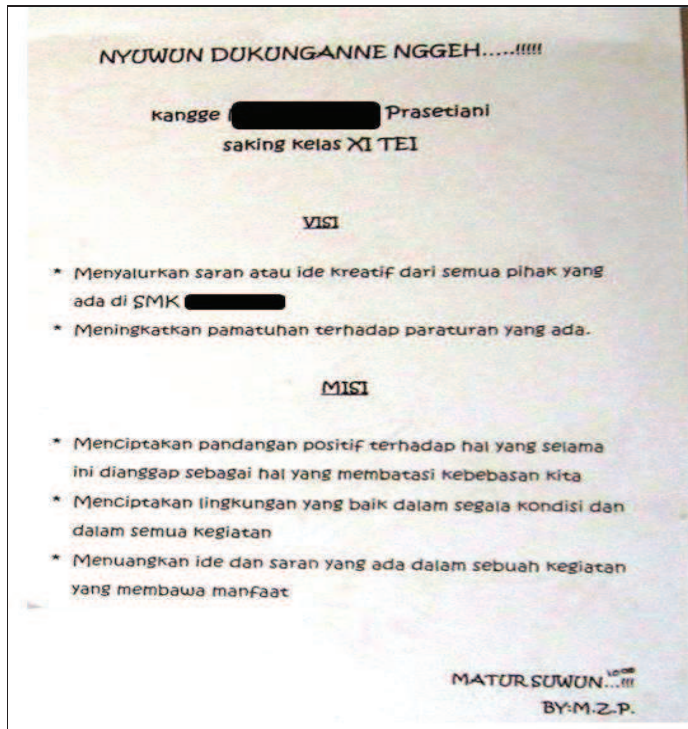 NYUWUN DUKUNGANNE NGGEH.....!!!!!
kangge Prasetiani
saking kelas XI TEI
VISI
* Menyalurkan saran atau ide kreatif dari semua pihak yang
ada di SMK
* Meningkatkan pamatuhan terhadap paraturan yang ada.
MISI
* Menciptakan pandangan positif terhadap hal yang selama
ini dianggap sebagai hal yang membatasi kebebasan kita
* Menciptakan lingkungan yang baik dalam segala kondisi dan
dalam semua kegiatan
* Menuangkan ide dan saran yang ada dalam sebuah kegiatan
yang membawa manfaat
MATUR SUWUN...!!!
BY:M.Z.P.